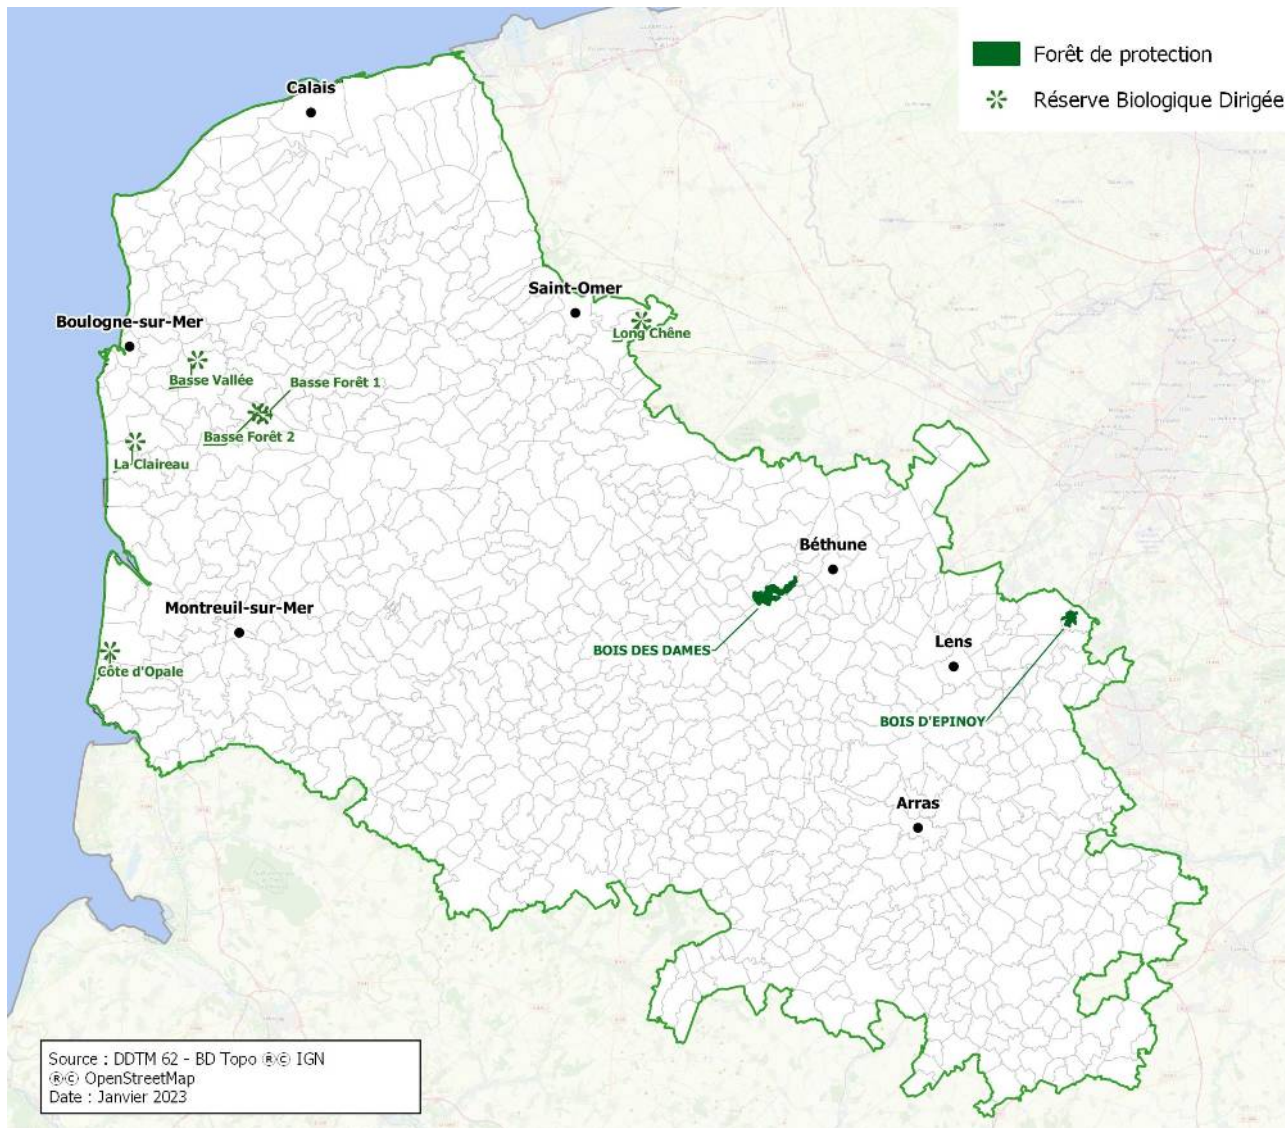 Forêt de protection
Réserve Biologique Dirigée
Calais
Saint-Omer
Long Chêne
Boulogne-sur-Mer
Basse Vallée
Basse Forêt 1
Basse Forêt 2
La Claireau
Béthune
Montreuil-sur-Mer
BOIS DES DAMES
Lens
Côte d'Opale
BOIS D'EPINOY
Arras
Source : DDTM 62 - BD Topo ®© IGN
®© OpenStreetMap
Date : Janvier 2023